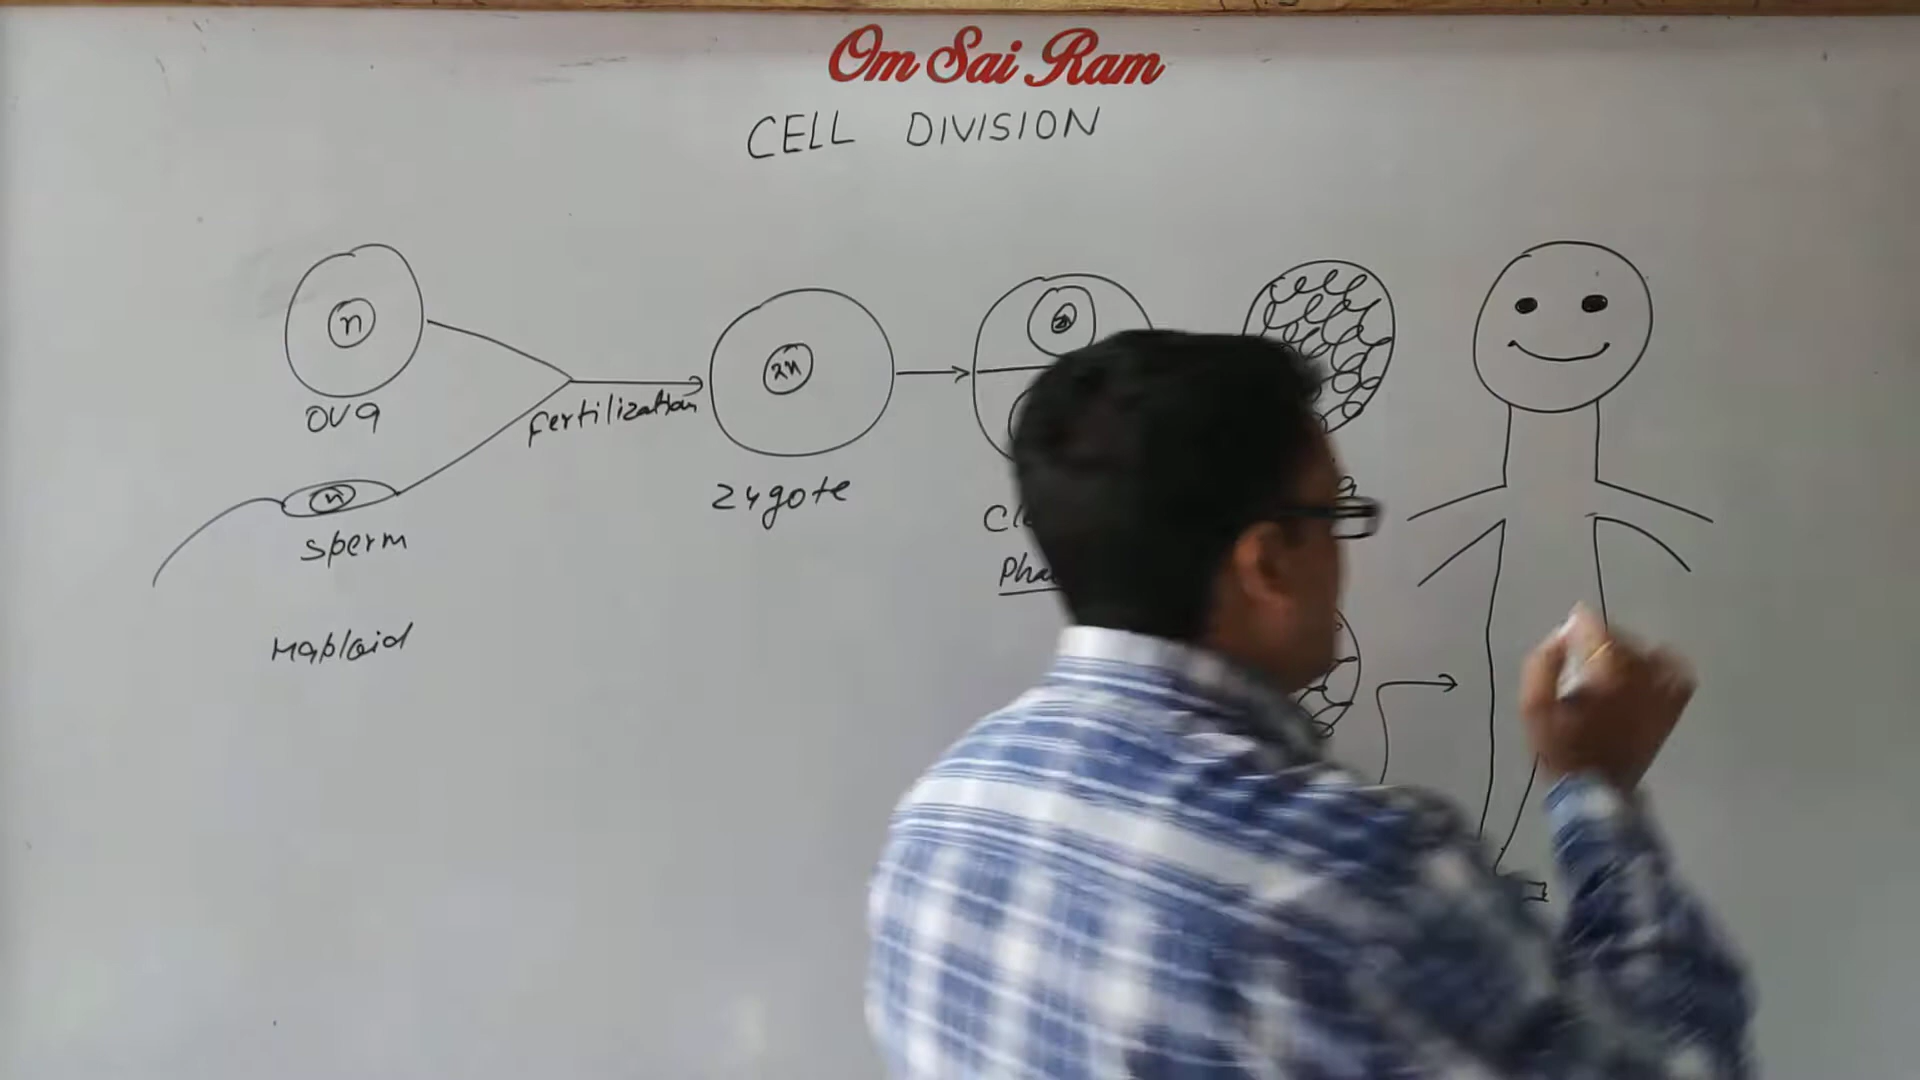 Om Sai Ram
CELL DIVISION
n
ova
2n
fertilization
zygote
n
sperm
Haploid